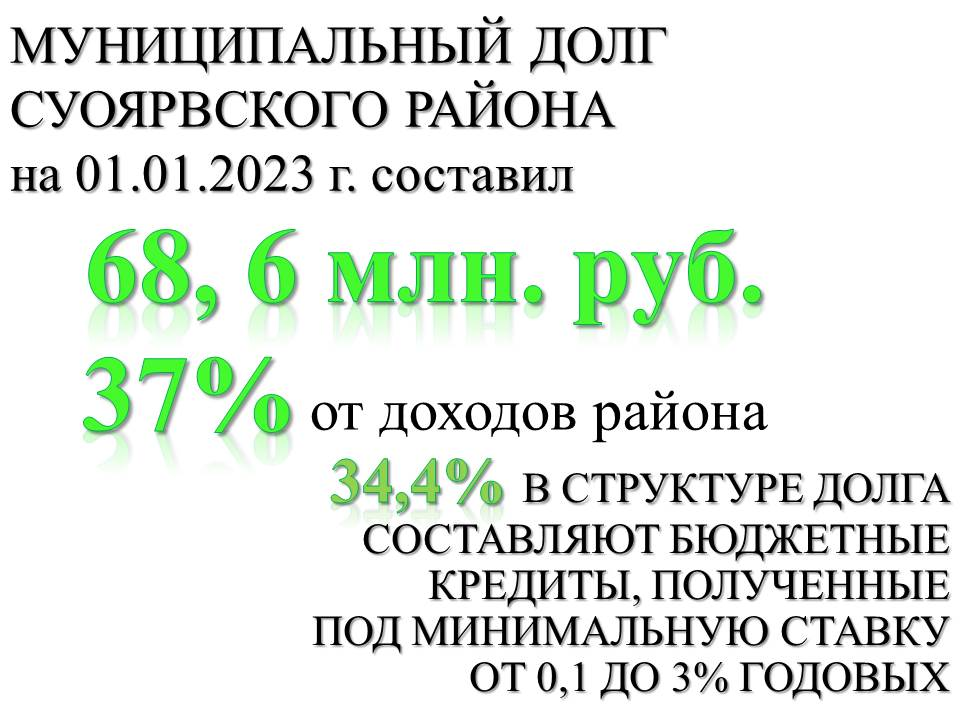 МУНИЦИПАЛЬНЫЙ ДОЛГ
СУОЯРВСКОГО РАЙОНА
на 01.01.2023 г. составил
68, 6 млн. руб.
37% от доходов района
34,4% В СТРУКТУРЕ ДОЛГА
СОСТАВЛЯЮТ БЮДЖЕТНЫЕ
КРЕДИТЫ, ПОЛУЧЕННЫЕ
ПОД МИНИМАЛЬНУЮ СТАВКУ
ОТ 0,1 ДО 3% ГОДОВЫХ